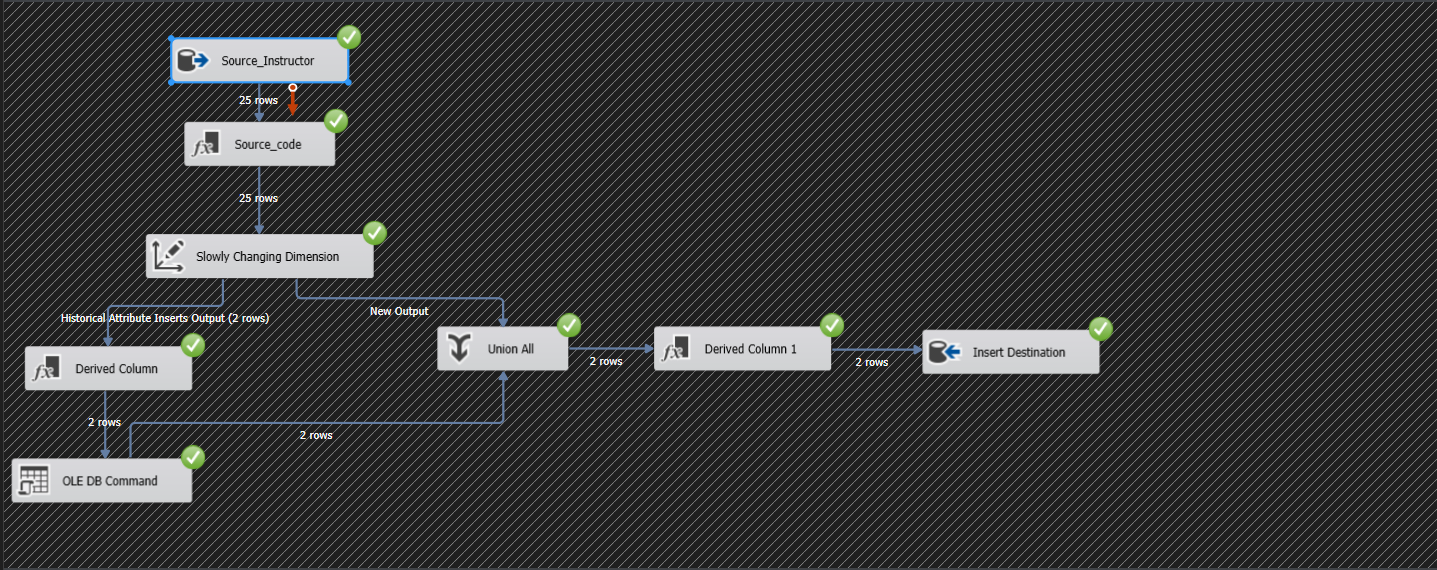 Source_Instructor
25 rows
Source_code
25 rows
Slowly Changing Dimension
Historical Attribute Inserts Output (2 rows)
New Output
Derived Column
Union All
2 rows
Derived Column 1
2 rows
Insert Destination
2 rows
2 rows
OLE DB Command